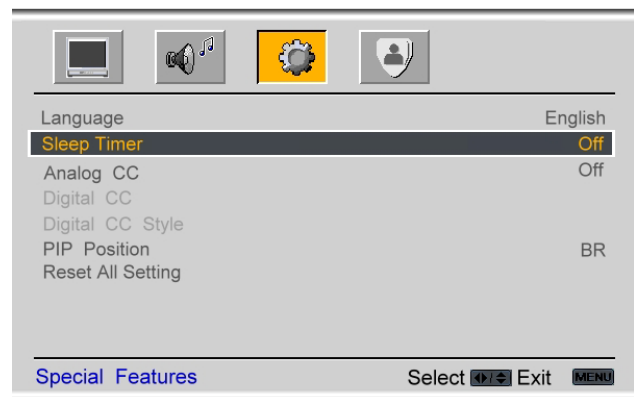 Language English
Sleep Timer Off
Analog CC Off
Digital CC
Digital CC Style
PIP Position BR
Reset All Setting
Special Features Select Exit MENU